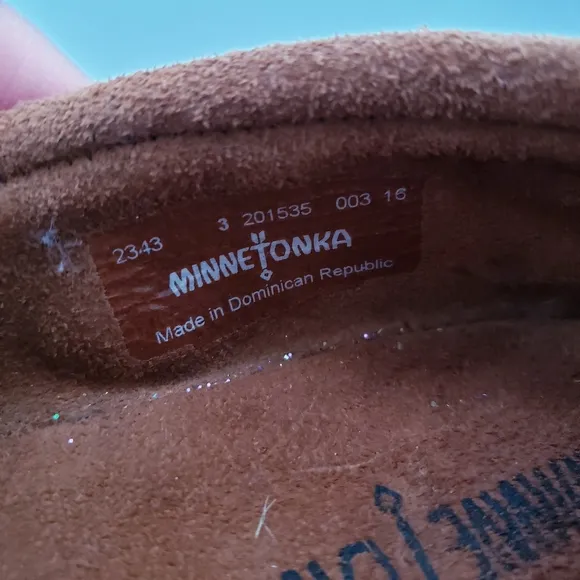 2343 3 201535 003 16
MINNETONKA
Made in Dominican Republic